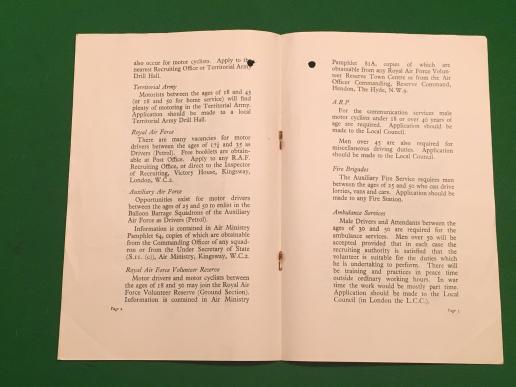 also occur for motor cyclists. Apply to the
nearest Recruiting Office or Territorial Army
Drill Hall.
Territorial Army
Motorists between the ages of 18 and 45
(or 18 and 50 for home service) will find
plenty of motoring in the Territorial Army.
Application should be made to a local
Territorial Army Drill Hall.
Royal Air Force
There are many vacancies for motor
drivers between the ages of 17½ and 35 as
Drivers (Petrol). Free booklets are obtain-
able at Post Office. Apply to any R.A.F.
Recruiting Office, or direct to the Inspector
of Recruiting, Victory House, Kingsway,
London, W.C.2.
Auxiliary Air Force
Opportunities exist for motor drivers
between the ages of 25 and 50 to enlist in the
Balloon Barrage Squadrons of the Auxiliary
Air Force as Drivers (Petrol).
Information is contained in Air Ministry
Pamphlet 64, copies of which are obtainable
from the Commanding Officer of any squad-
ron or from the Under Secretary of State
(S.11. (c)), Air Ministry, Kingsway, W.C.2.
Royal Air Force Volunteer Reserve
Motor drivers and motor cyclists between
the ages of 18 and 50 may join the Royal Air
Force Volunteer Reserve (Ground Section).
Information is contained in Air Ministry
Page 2
Pamphlet 81A, copies of which are
obtainable from any Royal Air Force Volun-
teer Reserve Town Centre or from the Air
Officer Commanding, Reserve Command,
Hendon, The Hyde, N.W.9.
A.R.P.
For the communication services male
motor cyclists under 18 or over 40 years of
age are required. Application should be
made to the Local Council.
Men over 45 are also required for
miscellaneous driving duties. Application
should be made to the Local Council.
Fire Brigades
The Auxiliary Fire Service requires men
between the ages of 25 and 50 who can drive
lorries, vans and cars. Application should be
made to any Fire Station.
Ambulance Services
Male Drivers and Attendants between the
ages of 30 and 50 are required for the
ambulance services. Men over 50 will be
accepted provided that in each case the
recruiting authority is satisfied that the
volunteer is suitable for the duties which
he is undertaking to perform. There will
be training and practices in peace time
outside ordinary working hours. In war
time the work would be mostly part time.
Application should be made to the Local
Council (in London the L.C.C.).
Page 3